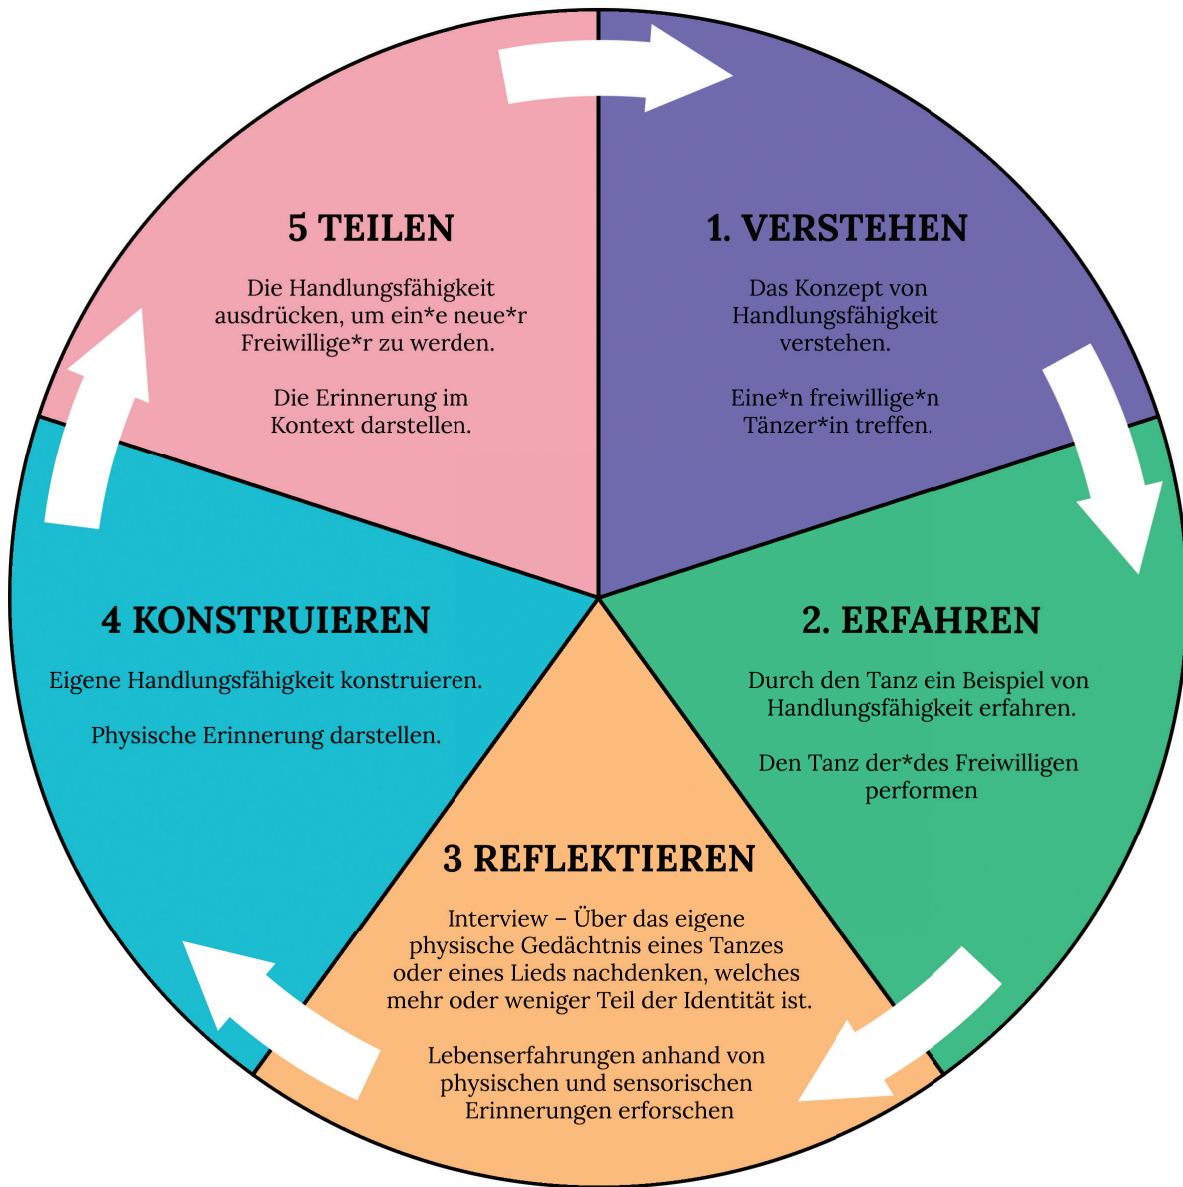 1. VERSTEHEN
Das Konzept von
Handlungsfähigkeit
verstehen.
Eine*n freiwillige*n
Tänzer*in treffen.
2. ERFAHREN
Durch den Tanz ein Beispiel von
Handlungsfähigkeit erfahren.
Den Tanz der*des Freiwilligen
performen
3 REFLEKTIEREN
Interview – Über das eigene
physische Gedächtnis eines Tanzes
oder eines Lieds nachdenken, welches
mehr oder weniger Teil der Identität ist.
Lebenserfahrungen anhand von
physischen und sensorischen
Erinnerungen erforschen
4 KONSTRUIEREN
Eigene Handlungsfähigkeit konstruieren.
Physische Erinnerung darstellen.
5 TEILEN
Die Handlungsfähigkeit
ausdrücken, um ein*e neue*r
Freiwillige*r zu werden.
Die Erinnerung im
Kontext darstellen.